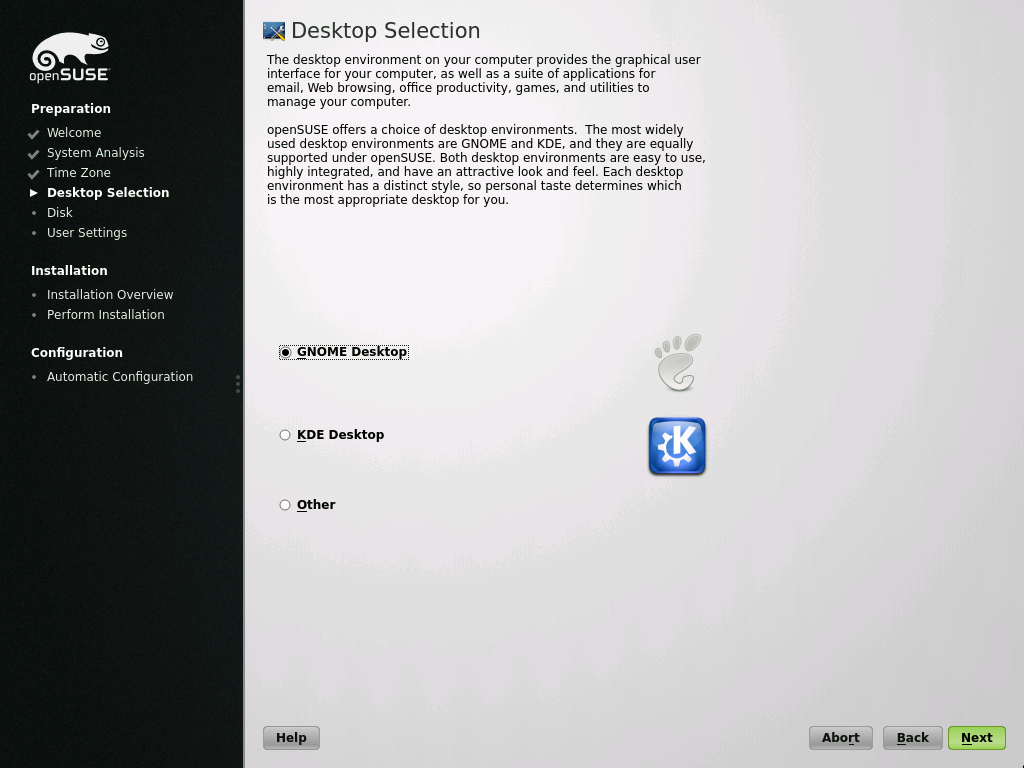 openSUSE
Preparation
Welcome
System Analysis
Time Zone
Desktop Selection
Disk
User Settings
Installation
Installation Overview
Perform Installation
Configuration
Automatic Configuration
Desktop Selection
The desktop environment on your computer provides the graphical user
interface for your computer, as well as a suite of applications for
email, Web browsing, office productivity, games, and utilities to
manage your computer.
openSUSE offers a choice of desktop environments.  The most widely
used desktop environments are GNOME and KDE, and they are equally
supported under openSUSE. Both desktop environments are easy to use,
highly integrated, and have an attractive look and feel. Each desktop
environment has a distinct style, so personal taste determines which
is the most appropriate desktop for you.
GNOME Desktop
KDE Desktop
Other
Help
Abort
Back
Next